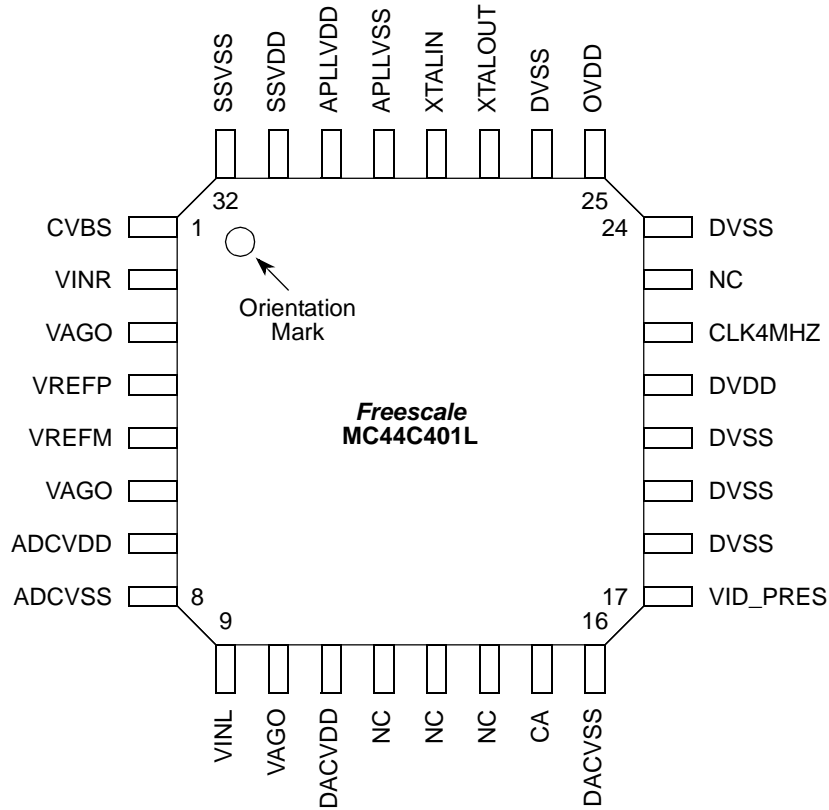 SSVSS
SSVDD
APLLVDD
APLLVSS
XTALIN
XTALOUT
DVSS
OVDD
32
25
CVBS
1
24
DVSS
VINR
NC
Orientation
Mark
VAGO
CLK4MHZ
VREFP
DVDD
Freescale
MC44C401L
VREFM
DVSS
VAGO
DVSS
ADCVDD
DVSS
ADCVSS
8
17
VID_PRES
9
16
VINL
VAGO
DACVDD
NC
NC
NC
CA
DACVSS